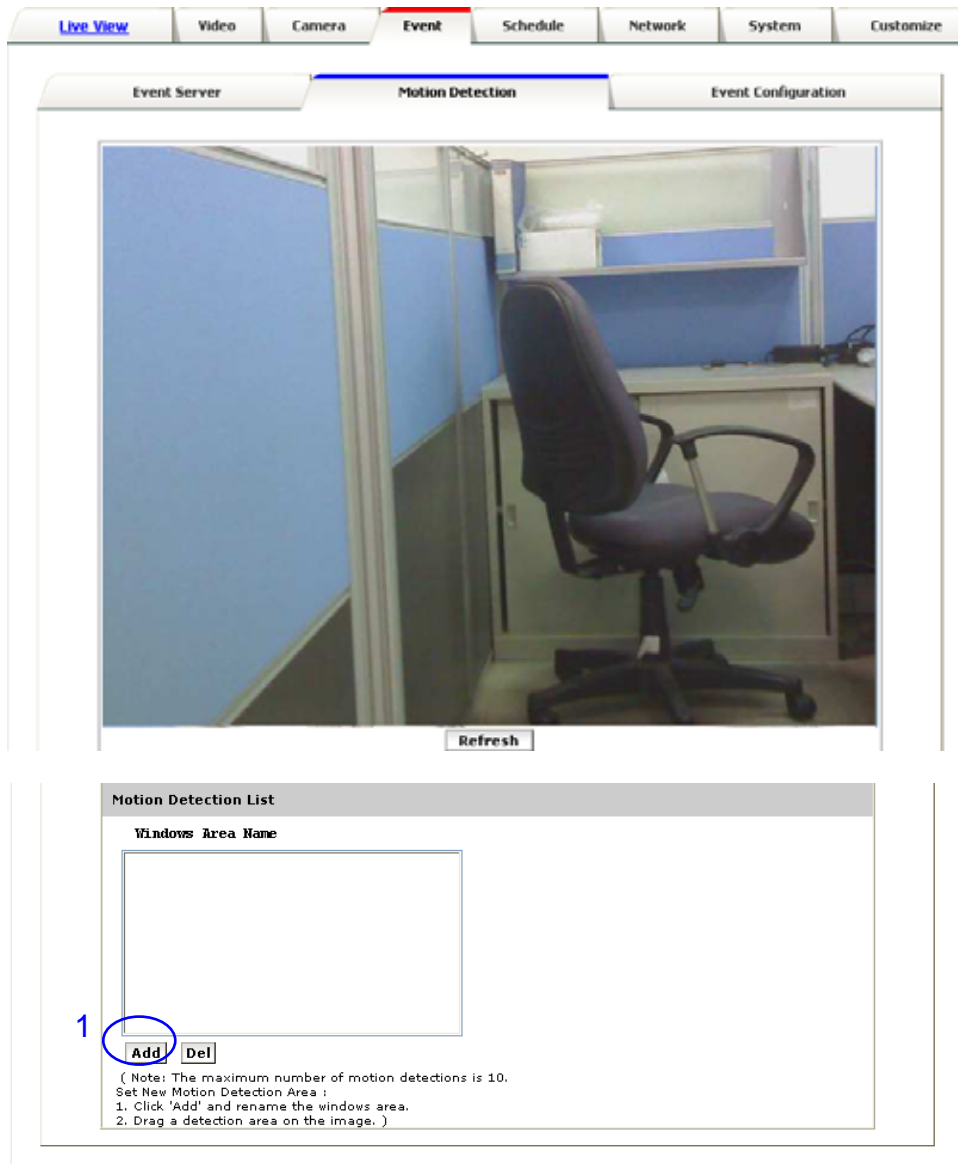 Live View Video Camera Event Schedule Network System Customize
Event Server Motion Detection Event Configuration
Refresh
Motion Detection List
Windows Area Name
1
Add Del
( Note: The maximum number of motion detections is 10.
Set New Motion Detection Area :
1. Click 'Add' and rename the windows area.
2. Drag a detection area on the image. )